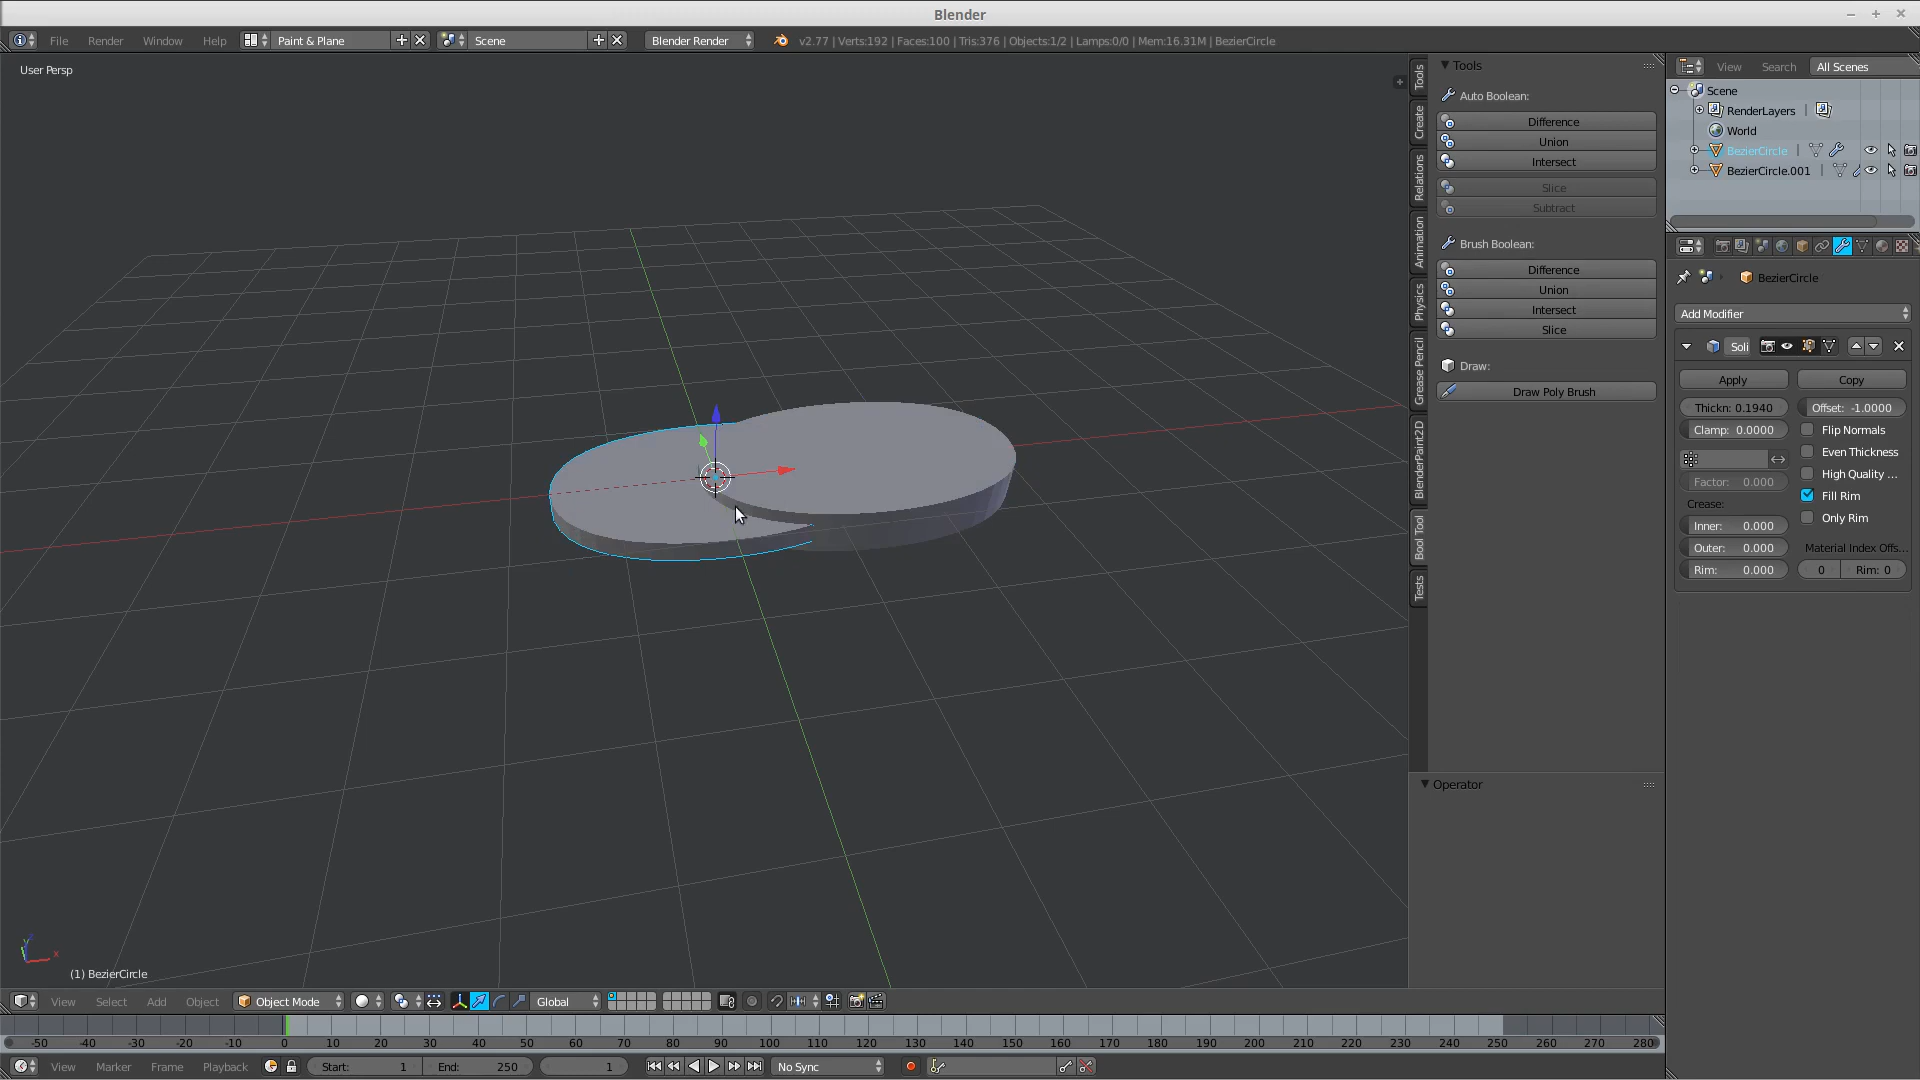 Blender
File Render Window Help Paint & Plane Scene Blender Render v2.77 | Verts:192 | Faces:100 | Tris:376 | Objects:1/2 | Lamps:0/0 | Mem:16.31M | BezierCircle
User Persp
(1) BezierCircle
Tools
Create
Relations
Animation
Physics
Grease Pencil
BlenderPaint2D
Bool Tool
Tests
Tools
Auto Boolean:
Difference
Union
Intersect
Slice
Subtract
Brush Boolean:
Difference
Union
Intersect
Slice
Draw:
Draw Poly Brush
Operator
View Search All Scenes
Scene
RenderLayers
World
BezierCircle
BezierCircle.001
BezierCircle
Add Modifier
Soli
Apply Copy
Thickn: 0.1940 Offset: -1.0000
Clamp: 0.0000 Flip Normals
Even Thickness
High Quality ...
Factor: 0.000
Fill Rim
Crease:
Only Rim
Inner: 0.000
Outer: 0.000 Material Index Offs...
Rim: 0.000 0 Rim: 0
View Select Add Object Object Mode Global
-50 -40 -30 -20 -10 0 10 20 30 40 50 60 70 80 90 100 110 120 130 140 150 160 170 180 190 200 210 220 230 240 250 260 270 280
View Marker Frame Playback Start: 1 End: 250 1 No Sync